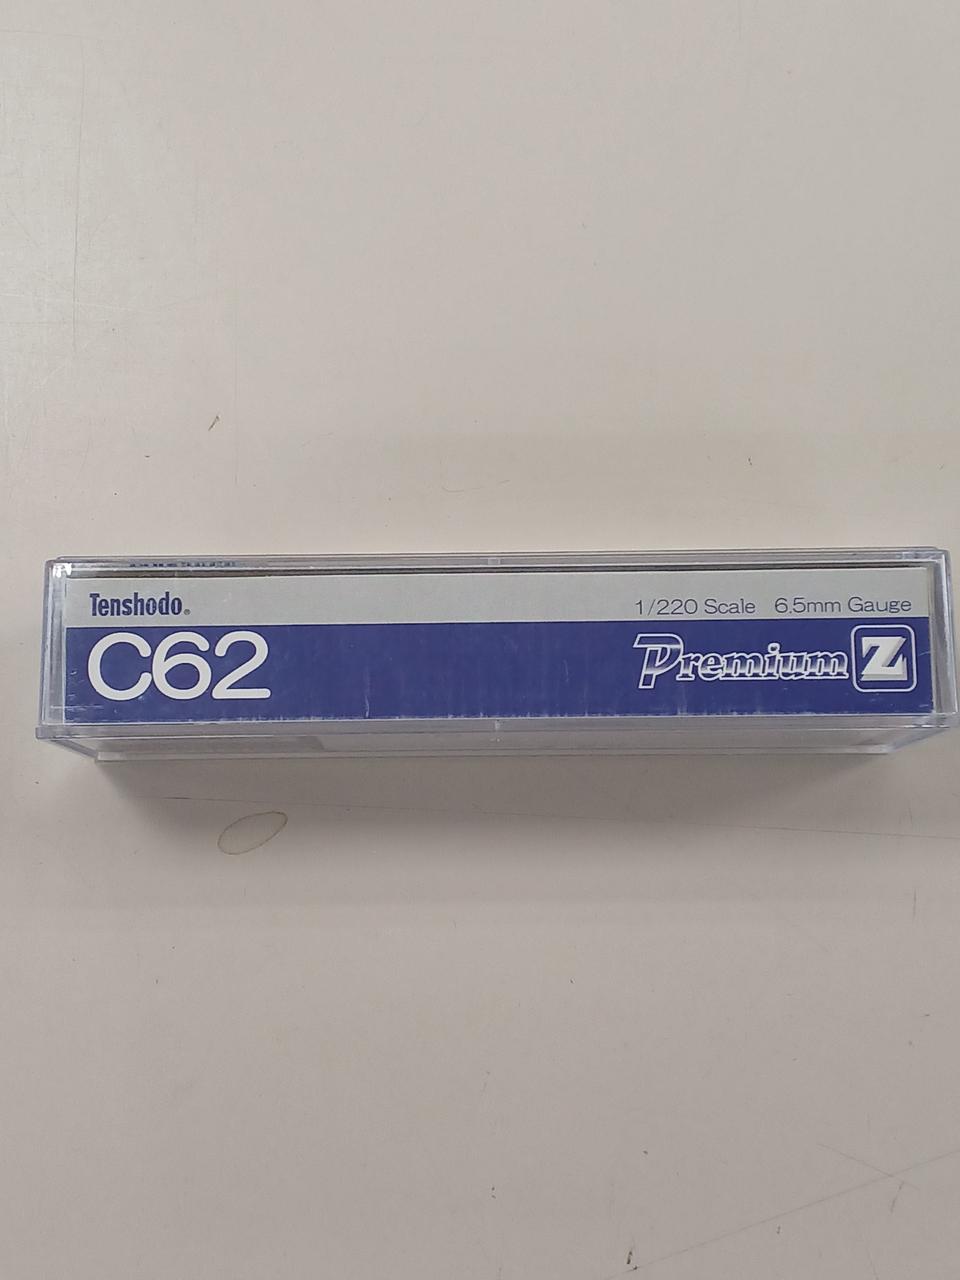 Tenshodo®
1/220 Scale 6.5mm Gauge
C62
Premium Z